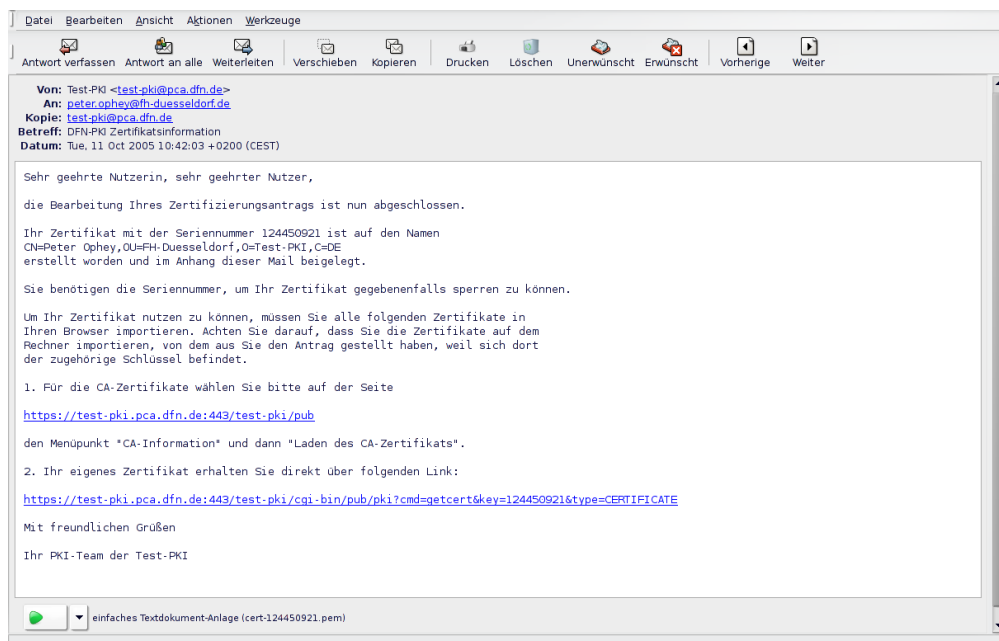 Datei Bearbeiten Ansicht Aktionen Werkzeuge
Antwort verfassen Antwort an alle Weiterleiten Verschieben Kopieren Drucken Löschen Unerwünscht Erwünscht Vorherige Weiter
Von: Test-PKI <test-pki@pca.dfn.de>
An: peter.ophey@fh-duesseldorf.de
Kopie: test-pki@pca.dfn.de
Betreff: DFN-PKI Zertifikatsinformation
Datum: Tue, 11 Oct 2005 10:42:03 +0200 (CEST)
Sehr geehrte Nutzerin, sehr geehrter Nutzer,
die Bearbeitung Ihres Zertifizierungsantrags ist nun abgeschlossen.
Ihr Zertifikat mit der Seriennummer 124450921 ist auf den Namen
CN=Peter Ophey,OU=FH-Duesseldorf,O=Test-PKI,C=DE
erstellt worden und im Anhang dieser Mail beigelegt.
Sie benötigen die Seriennummer, um Ihr Zertifikat gegebenenfalls sperren zu können.
Um Ihr Zertifikat nutzen zu können, müssen Sie alle folgenden Zertifikate in
Ihren Browser importieren. Achten Sie darauf, dass Sie die Zertifikate auf dem
Rechner importieren, von dem aus Sie den Antrag gestellt haben, weil sich dort
der zugehörige Schlüssel befindet.
1. Für die CA-Zertifikate wählen Sie bitte auf der Seite
https://test-pki.pca.dfn.de:443/test-pki/pub
den Menüpunkt "CA-Information" und dann "Laden des CA-Zertifikats".
2. Ihr eigenes Zertifikat erhalten Sie direkt über folgenden Link:
https://test-pki.pca.dfn.de:443/test-pki/cgi-bin/pub/pki?cmd=getcert&key=124450921&type=CERTIFICATE
Mit freundlichen Grüßen
Ihr PKI-Team der Test-PKI
einfaches Textdokument-Anlage (cert-124450921.pem)